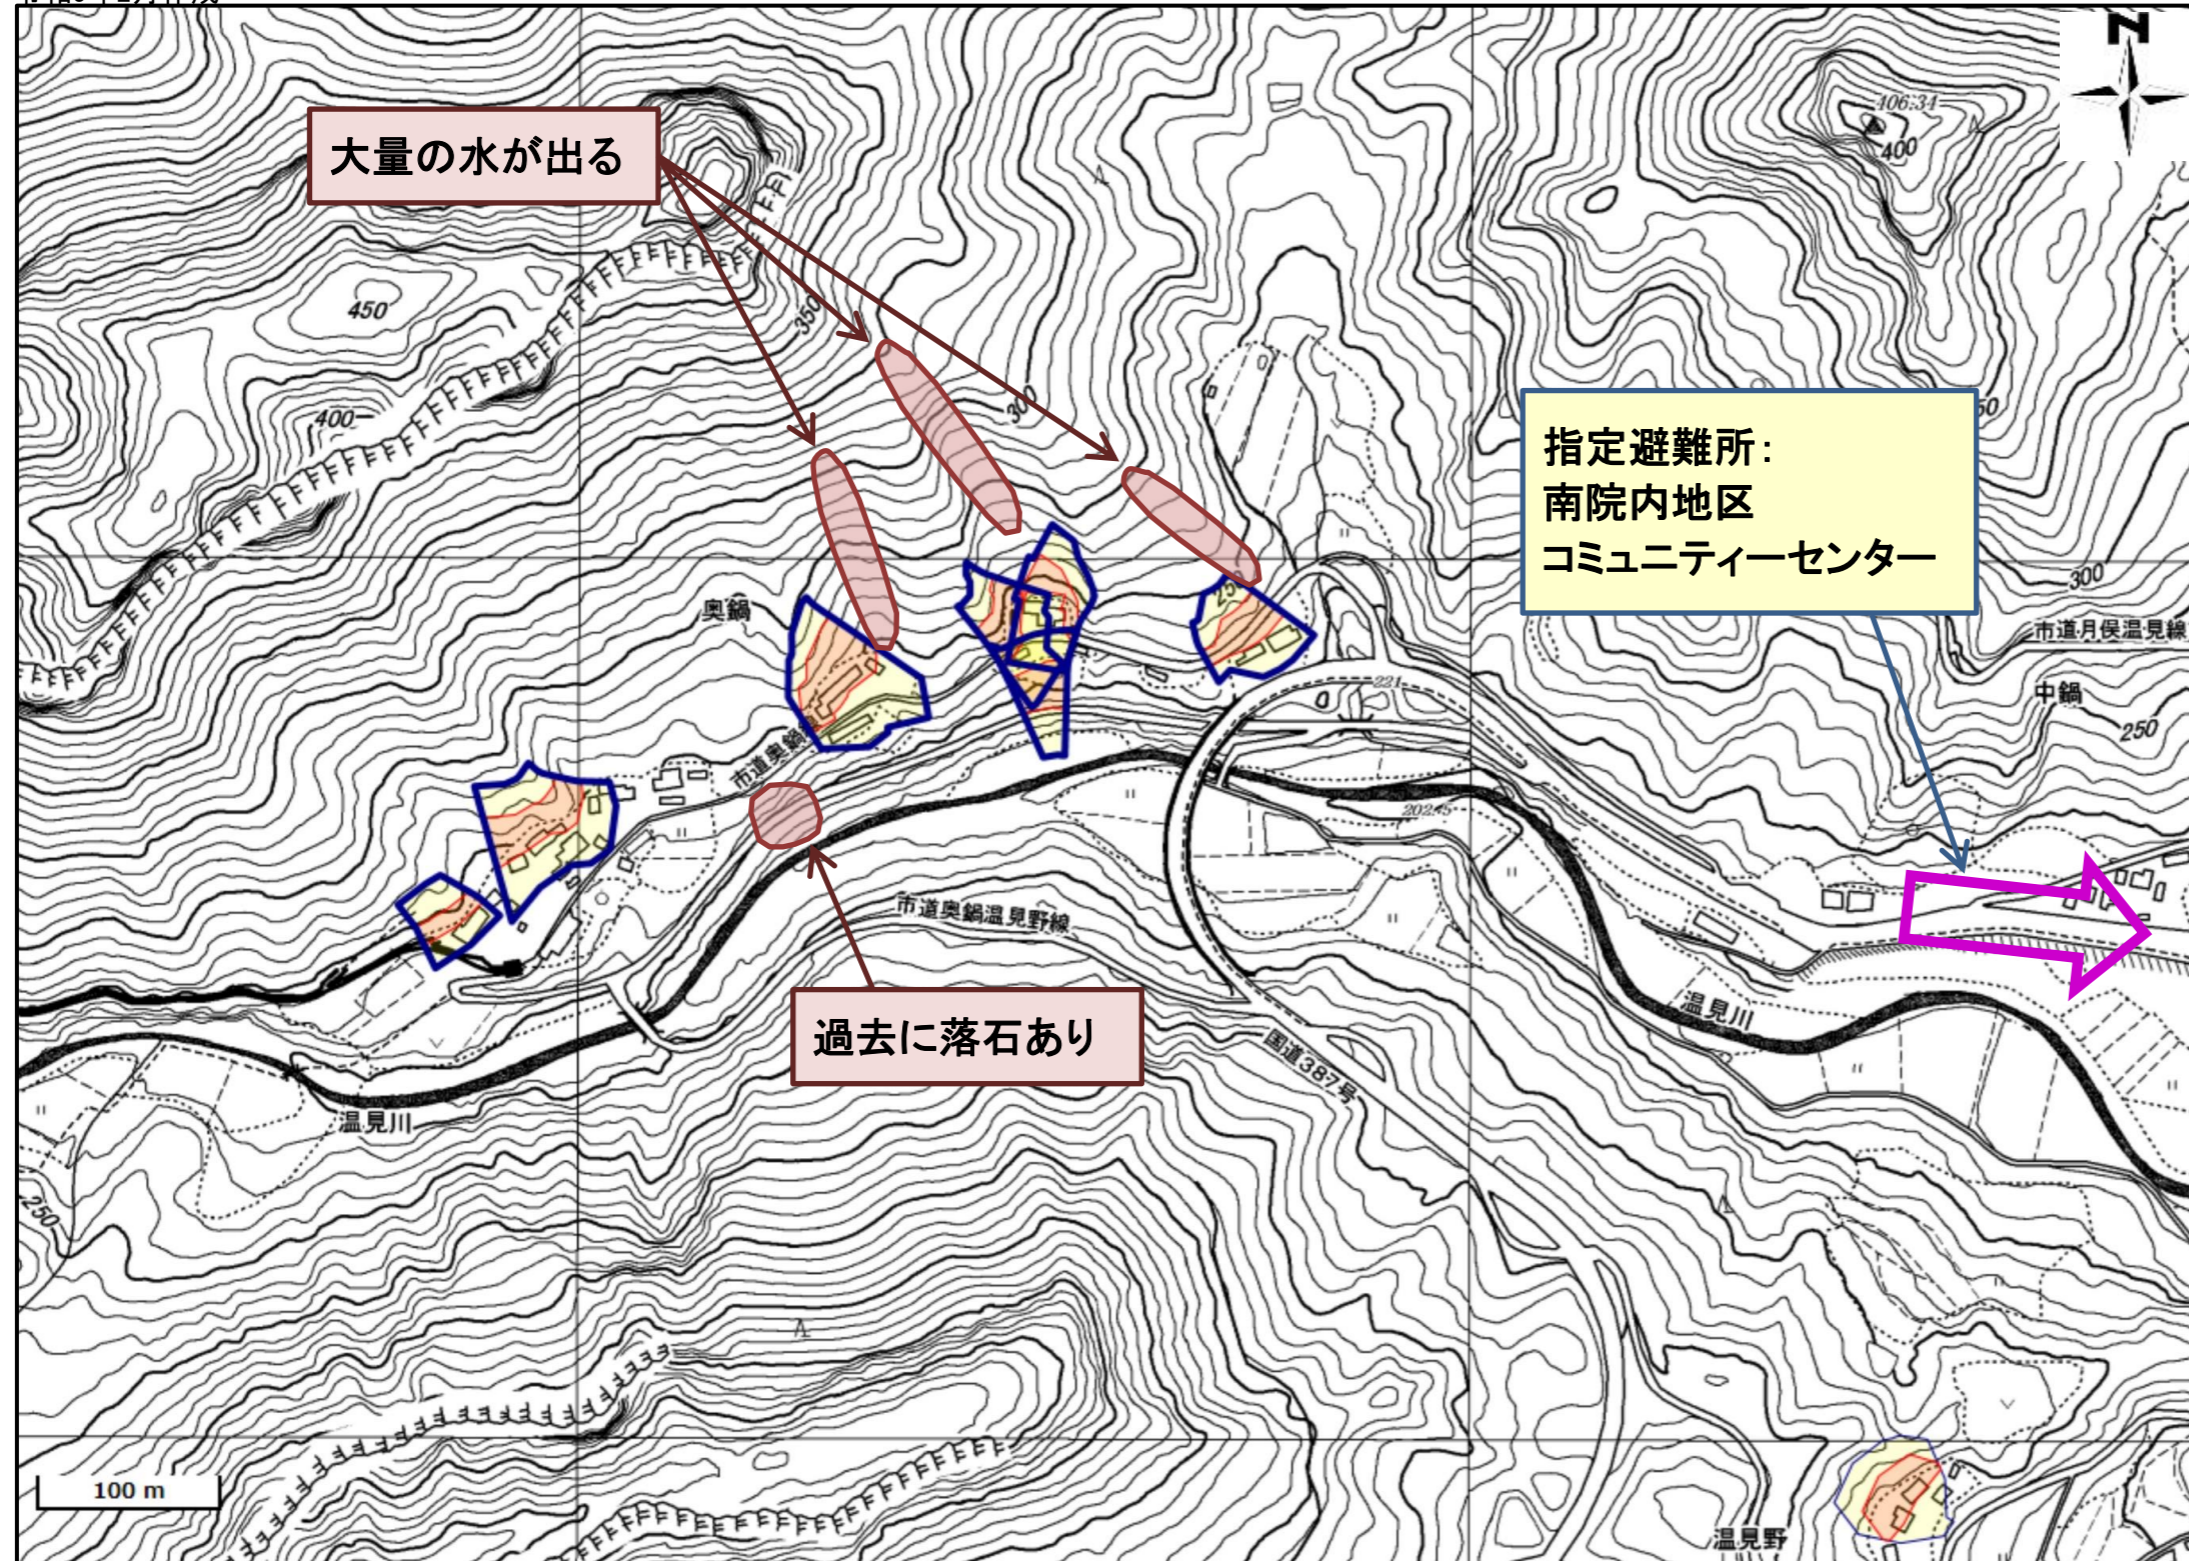 N
406.34
400
大量の水が出る
450
350
400
300
指定避難所：
南院内地区
コミュニティーセンター
300
市道月俣温見線
奥鍋
221
中鍋
250
市道奥鍋
202.5
市道奥鍋温見野線
温見川
過去に落石あり
国道387号
温見川
250
100 m
温見野